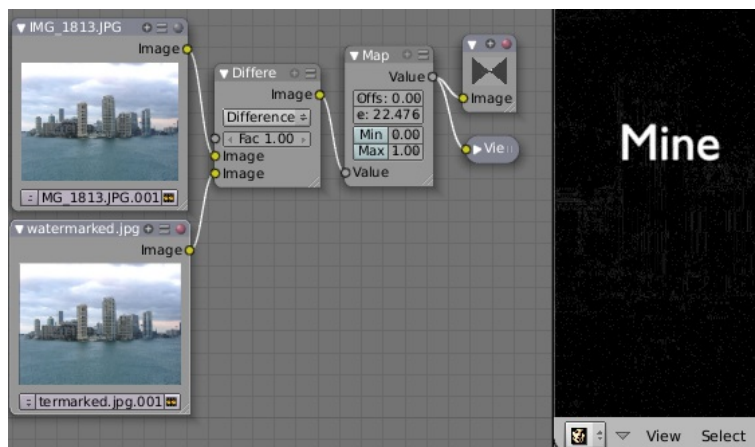 IMG_1813.JPG
Image
MG_1813.JPG.001
watermarked.jpg
Image
termarked.jpg.001
Differe
Image
Difference
Fac 1.00
Image
Image
Map
Value
Offs: 0.00
e: 22.476
Min 0.00
Max 1.00
Value
Image
Vie
Mine
View Select